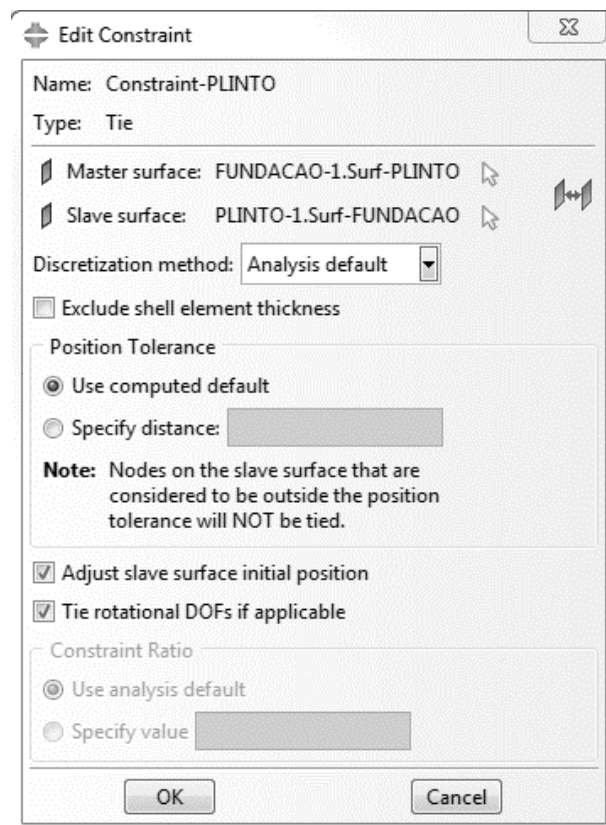 Edit Constraint
Name: Constraint-PLINTO
Type: Tie
Master surface: FUNDACAO-1.Surf-PLINTO
Slave surface: PLINTO-1.Surf-FUNDACAO
Discretization method: Analysis default
Exclude shell element thickness
Position Tolerance
Use computed default
Specify distance:
Note: Nodes on the slave surface that are
considered to be outside the position
tolerance will NOT be tied.
Adjust slave surface initial position
Tie rotational DOFs if applicable
Constraint Ratio
Use analysis default
Specify value
OK Cancel